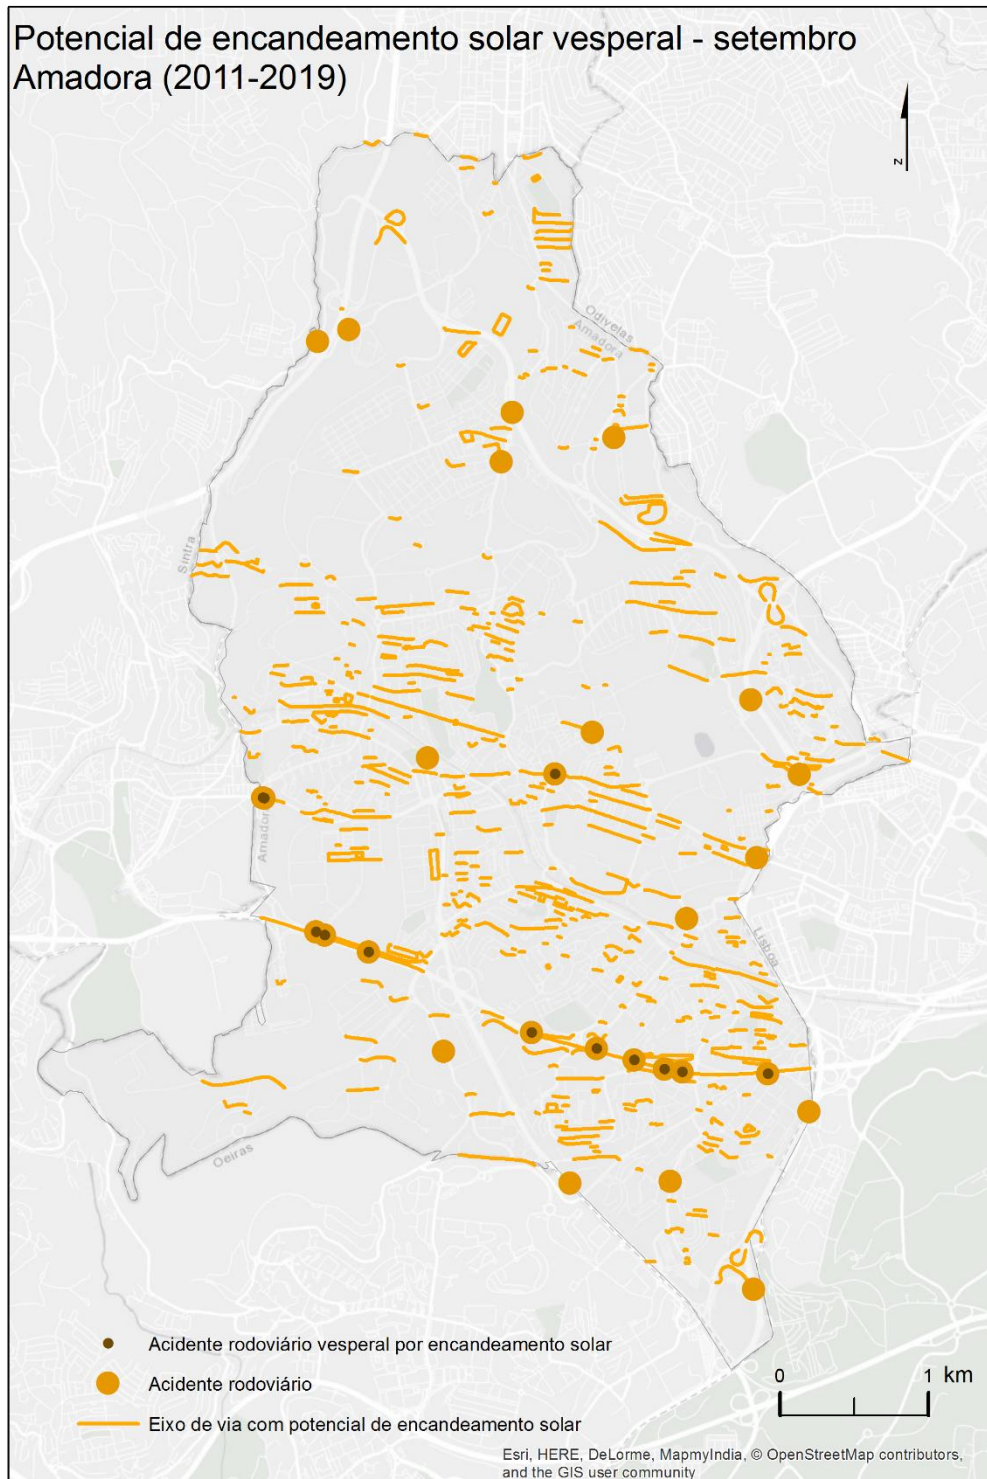 Potencial de encandeamento solar vesperal - setembro
Amadora (2011-2019)
z
Odivelas
Amadora
Sintra
Amador
Lisboa
Oeiras
Acidente rodoviário vesperal por encandeamento solar
Acidente rodoviário
Eixo de via com potencial de encandeamento solar
0 1 km
Esri, HERE, DeLorme, MapmyIndia, © OpenStreetMap contributors,
and the GIS user community